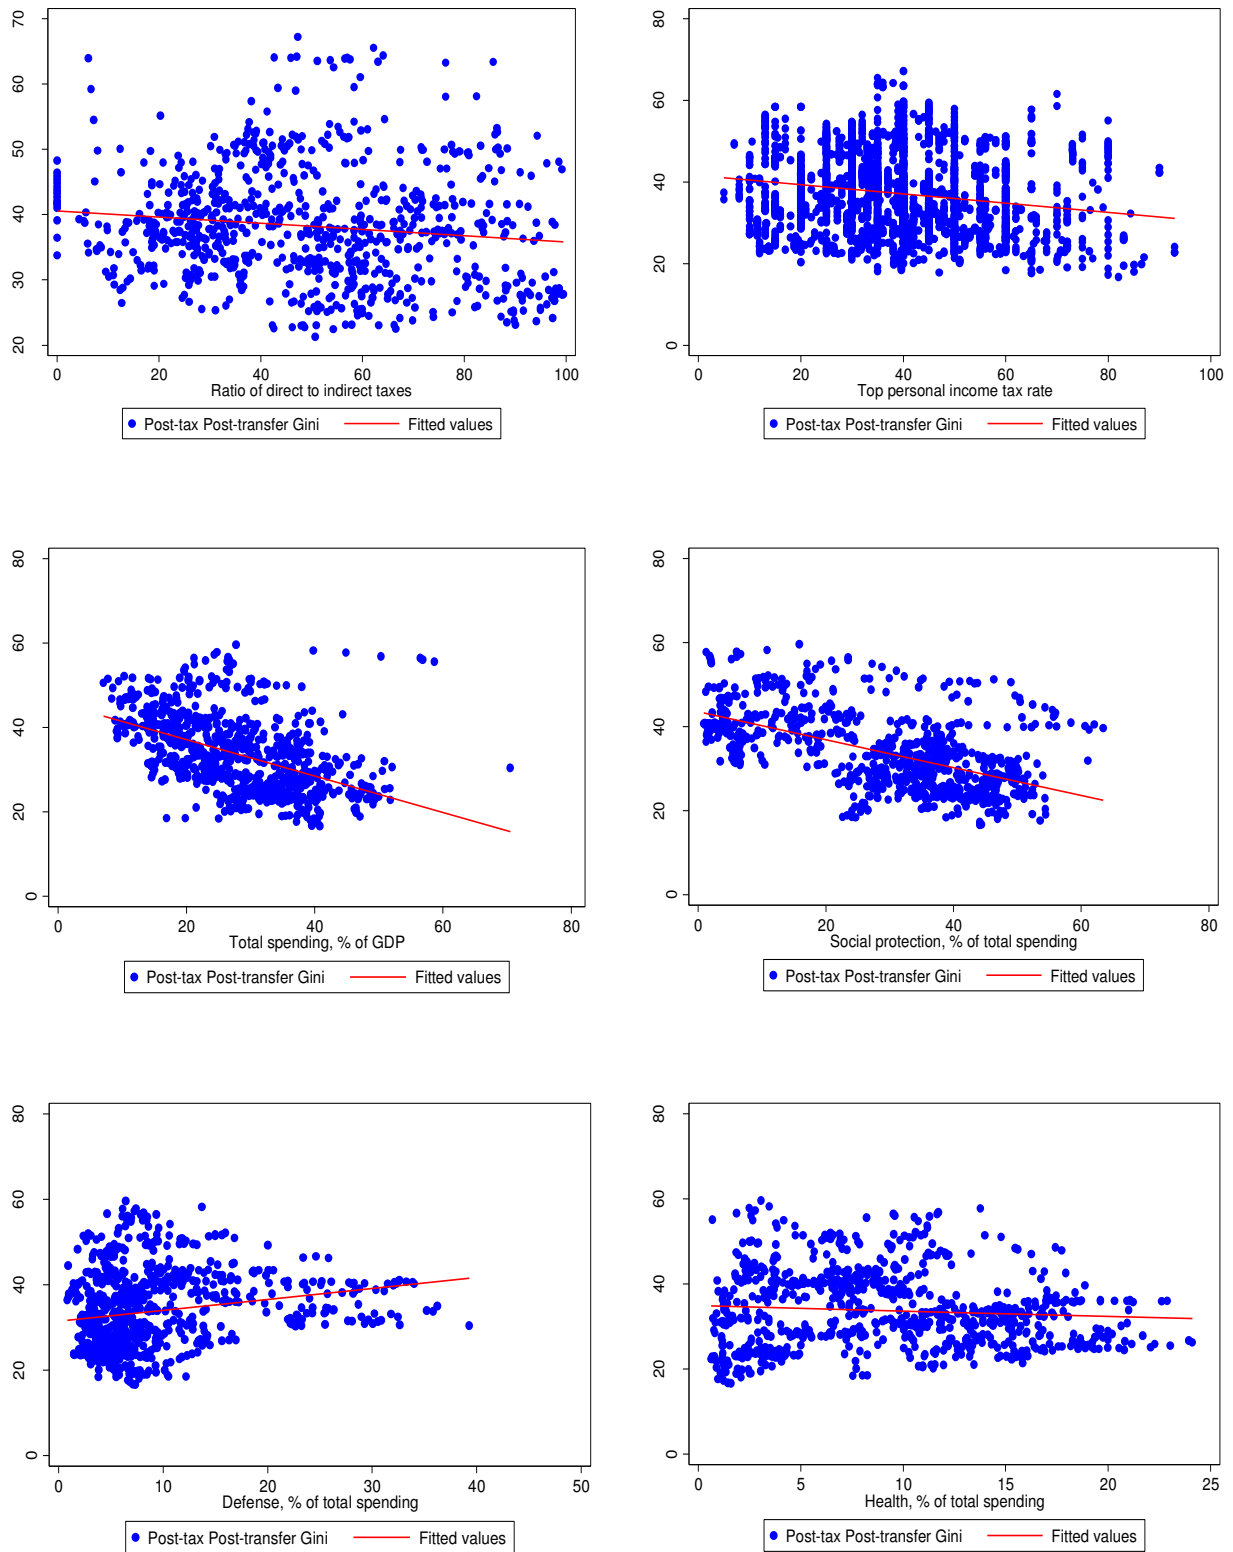 70
60
50
40
30
20
0 20 40 60 80 100
Ratio of direct to indirect taxes
Post-tax Post-transfer Gini Fitted values
80
60
40
20
0
0 20 40 60 80 100
Top personal income tax rate
Post-tax Post-transfer Gini Fitted values
80
60
40
20
0
0 20 40 60 80
Total spending, % of GDP
Post-tax Post-transfer Gini Fitted values
80
60
40
20
0
0 20 40 60 80
Social protection, % of total spending
Post-tax Post-transfer Gini Fitted values
80
60
40
20
0
0 10 20 30 40 50
Defense, % of total spending
Post-tax Post-transfer Gini Fitted values
80
60
40
20
0
0 5 10 15 20 25
Health, % of total spending
Post-tax Post-transfer Gini Fitted values